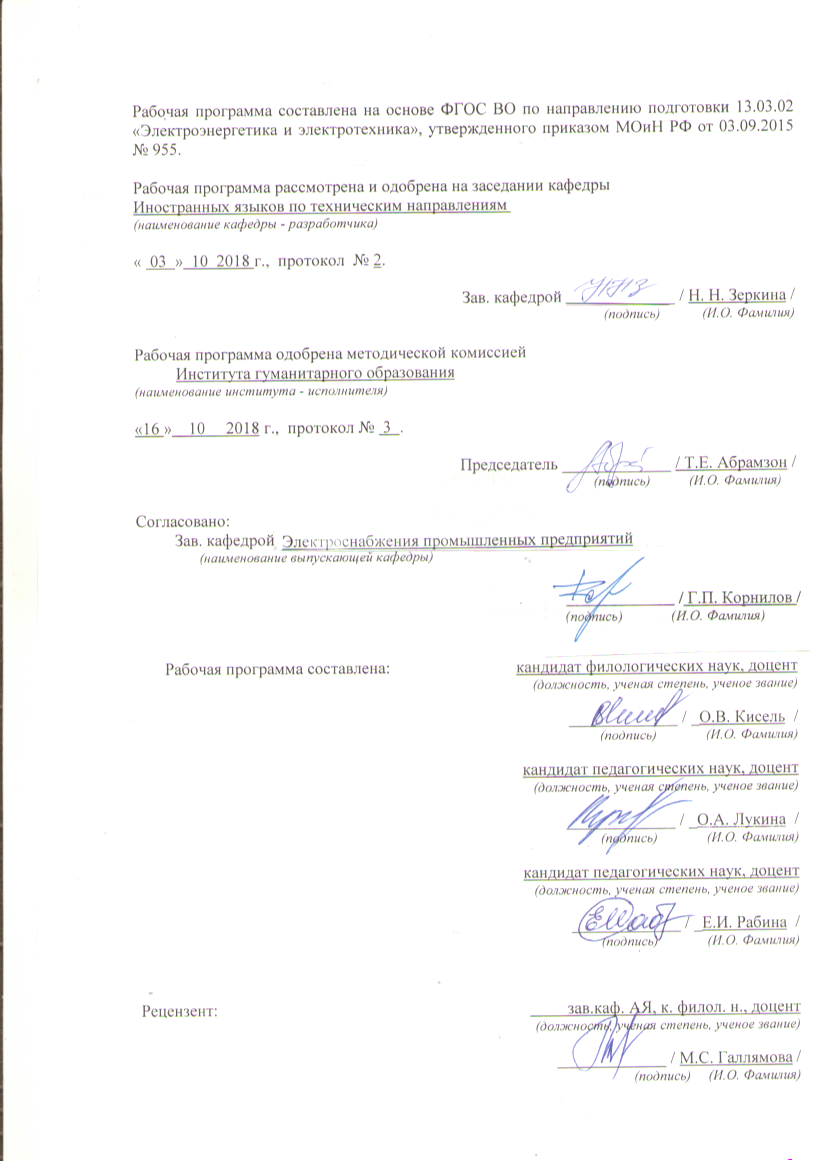 Рабочая программа составлена на основе ФГОС ВО по направлению подготовки 13.03.02
«Электроэнергетика и электротехника», утвержденного приказом МОиН РФ от 03.09.2015
№ 955.
Рабочая программа рассмотрена и одобрена на заседании кафедры
Иностранных языков по техническим направлениям
(наименование кафедры - разработчика)
« 03 » 10 2018 г., протокол № 2.
Зав. кафедрой ____________ / Н. Н. Зеркина /
(подпись) (И.О. Фамилия)
Рабочая программа одобрена методической комиссией
Института гуманитарного образования
(наименование института - исполнителя)
«16 » 10 2018 г., протокол № 3 .
Председатель ____________ / Т.Е. Абрамзон /
(подпись) (И.О. Фамилия)
Согласовано:
Зав. кафедрой Электроснабжения промышленных предприятий
(наименование выпускающей кафедры)
____________ / Г.П. Корнилов /
(подпись) (И.О. Фамилия)
Рабочая программа составлена: кандидат филологических наук, доцент
(должность, ученая степень, ученое звание)
____________ / О.В. Кисель /
(подпись) (И.О. Фамилия)
кандидат педагогических наук, доцент
(должность, ученая степень, ученое звание)
____________ / О.А. Лукина /
(подпись) (И.О. Фамилия)
кандидат педагогических наук, доцент
(должность, ученая степень, ученое звание)
____________ / Е.И. Рабина /
(подпись) (И.О. Фамилия)
Рецензент: зав.каф. АЯ, к. филол. н., доцент
(должность, ученая степень, ученое звание)
____________ / М.С. Галлямова /
(подпись) (И.О. Фамилия)